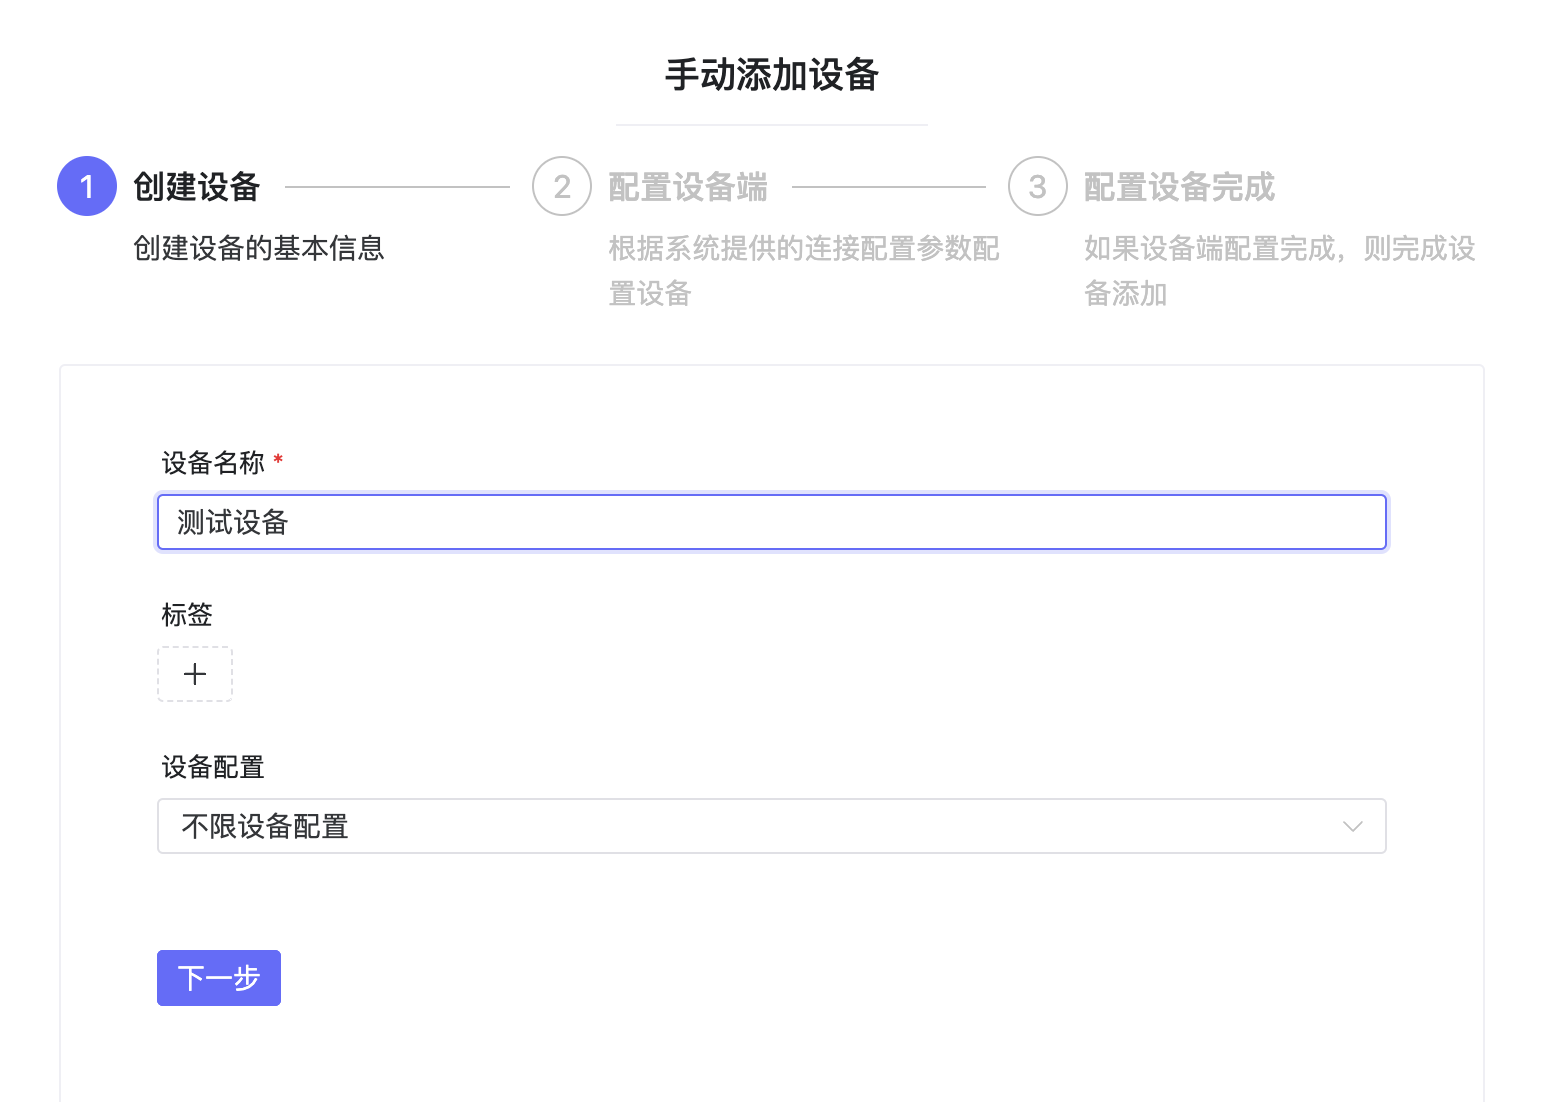 手动添加设备
1 创建设备
创建设备的基本信息
2 配置设备端
根据系统提供的连接配置参数配
置设备
3 配置设备完成
如果设备端配置完成，则完成设
备添加
设备名称 *
测试设备
标签
+
设备配置
不限设备配置
下一步